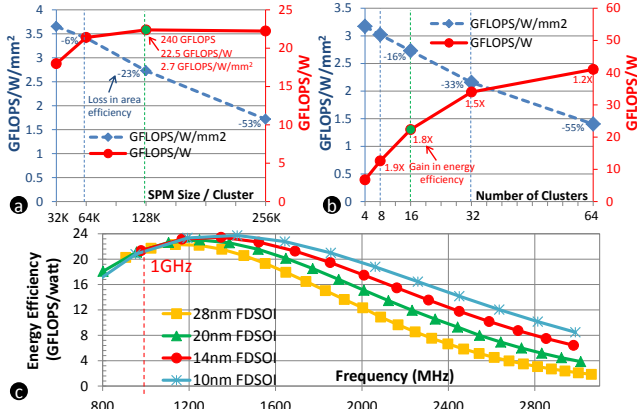 GFLOPS/W/mm²
4
3.5
3
2.5
2
1.5
1
0.5
0
-6%
-23%
-53%
240 GFLOPS
22.5 GFLOPS/W
2.7 GFLOPS/W/mm²
Loss in area
efficiency
GFLOPS/W/mm2
GFLOPS/W
SPM Size / Cluster
32K
64K
128K
256K
25
20
15
10
5
0
GFLOPS/W
a
GFLOPS/W/mm²
3.5
3
2.5
2
1.5
1
0.5
0
GFLOPS/W/mm2
GFLOPS/W
-16%
-33%
-55%
1.9X
1.8X
1.5X
1.2X
Gain in energy
efficiency
Number of Clusters
4
8
16
32
64
60
50
40
30
20
10
0
GFLOPS/W
b
Energy Efficiency
(GFLOPS/watt)
24
20
16
12
8
4
0
1GHz
28nm FDSOI
20nm FDSOI
14nm FDSOI
10nm FDSOI
Frequency (MHz)
800
1200
1600
2000
2400
2800
c